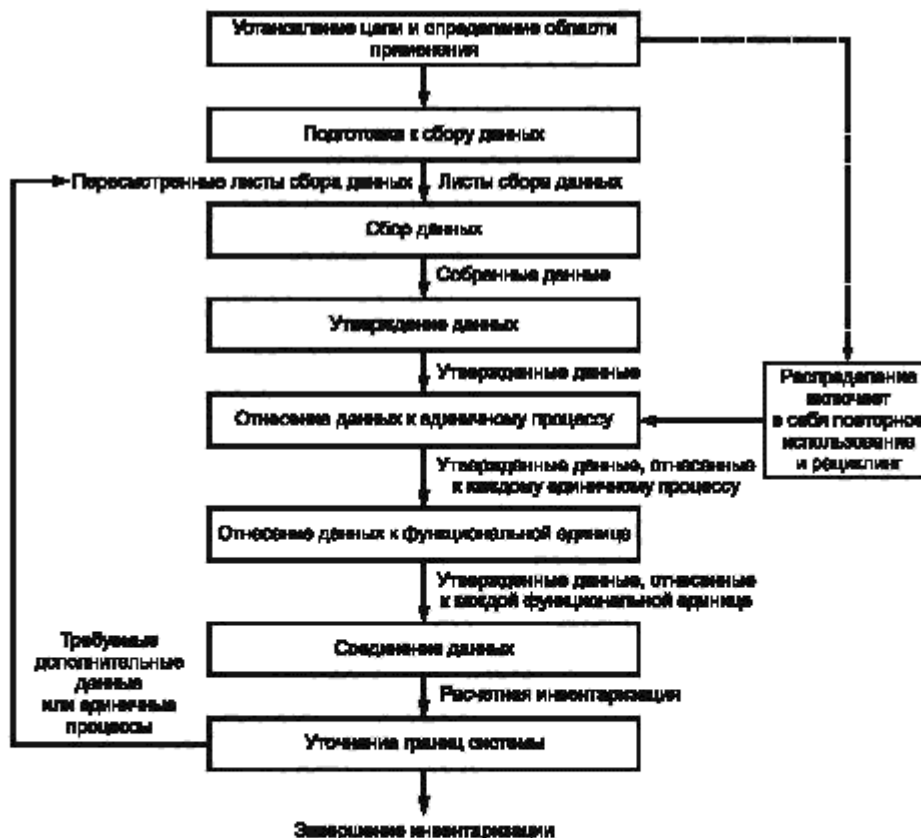 Установление цели и определение области
применения
Подготовка к сбору данных
Пересмотренные листы сбора данных
Листы сбора данных
Сбор данных
Собранные данные
Утверждение данных
Утвержденные данные
Распределение
включает
в себя повторное
использование
и рециклинг
Отнесение данных к единичному процессу
Утвержденные данные, отнесенные
к каждому единичному процессу
Отнесение данных к функциональной единице
Утвержденные данные, отнесенные
к каждой функциональной единице
Соединение данных
Требуемые
дополнительные
данные
или единичные
процессы
Расчетная инвентаризация
Уточнение границ системы
Завершение инвентаризации